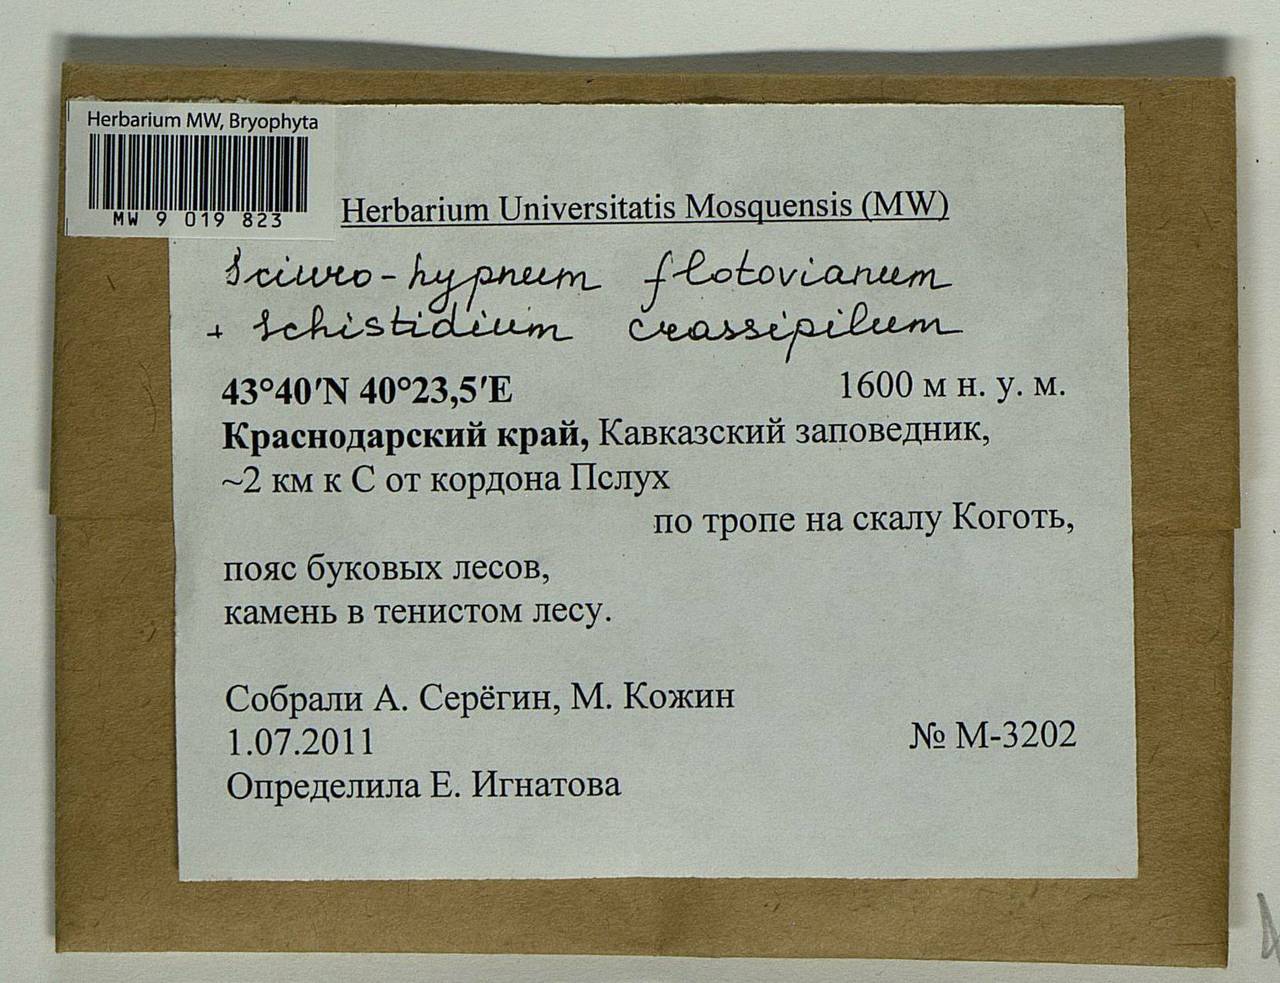 Herbarium MW, Bryophyta
MW 9 019 823
Herbarium Universitatis Mosquensis (MW)
Sciuro-hypnum flotovianum
+ Schistidium crassipilum
43°40′N 40°23,5′E 1600 м н. у. м.
Краснодарский край, Кавказский заповедник,
~2 км к С от кордона Пслух
по тропе на скалу Коготь,
пояс буковых лесов,
камень в тенистом лесу.
Собрали А. Серёгин, М. Кожин
1.07.2011 № М-3202
Определила Е. Игнатова